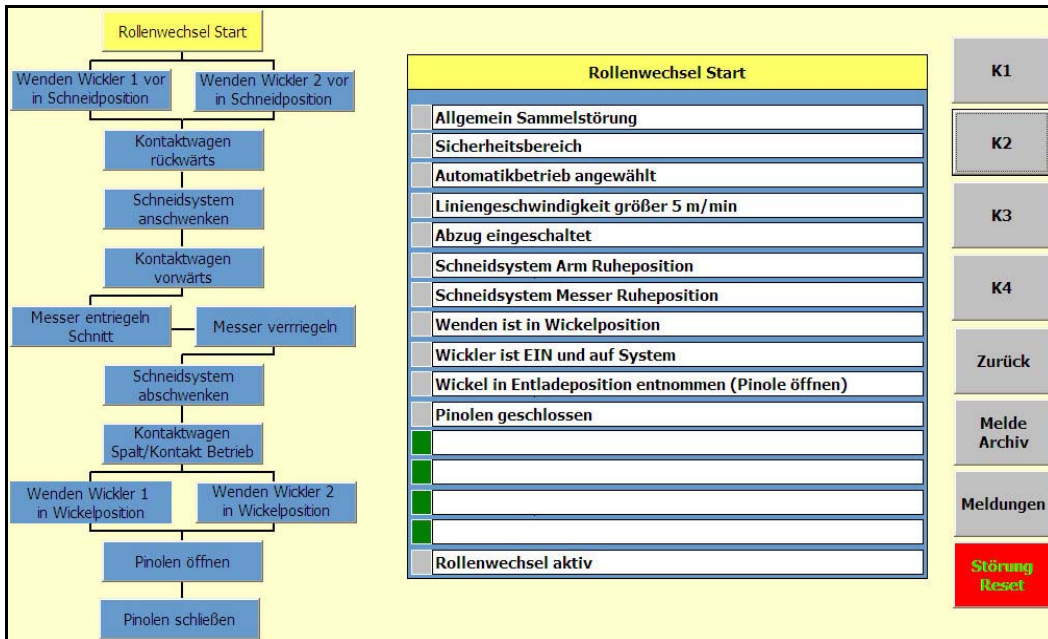 Rollenwechsel Start
Wenden Wickler 1 vor
in Schneidposition
Wenden Wickler 2 vor
in Schneidposition
Kontaktwagen
rückwärts
Schneidsystem
anschwenken
Kontaktwagen
vorwärts
Messer entriegeln
Schnitt
Messer verrriegeln
Schneidsystem
abschwenken
Kontaktwagen
Spalt/Kontakt Betrieb
Wenden Wickler 1
in Wickelposition
Wenden Wickler 2
in Wickelposition
Pinolen öffnen
Pinolen schließen
Rollenwechsel Start
Allgemein Sammelstörung
Sicherheitsbereich
Automatikbetrieb angewählt
Liniengeschwindigkeit größer 5 m/min
Abzug eingeschaltet
Schneidsystem Arm Ruheposition
Schneidsystem Messer Ruheposition
Wenden ist in Wickelposition
Wickler ist EIN und auf System
Wickel in Entladeposition entnommen (Pinole öffnen)
Pinolen geschlossen
Rollenwechsel aktiv
K1
K2
K3
K4
Zurück
Melde
Archiv
Meldungen
Störung
Reset